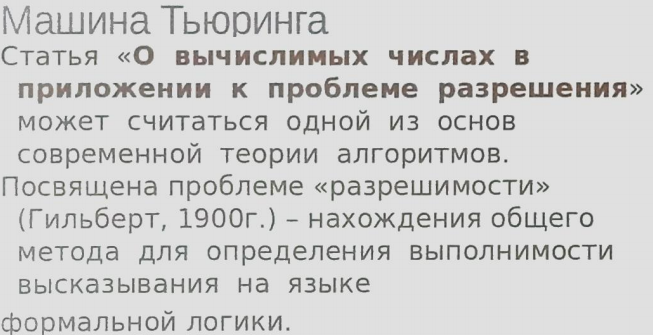 Машина Тьюринга
Статья «О вычислимых числах в
приложении к проблеме разрешения»
может считаться одной из основ
современной теории алгоритмов.
Посвящена проблеме «разрешимости»
(Гильберт, 1900г.) – нахождения общего
метода для определения выполнимости
высказывания на языке
формальной логики.